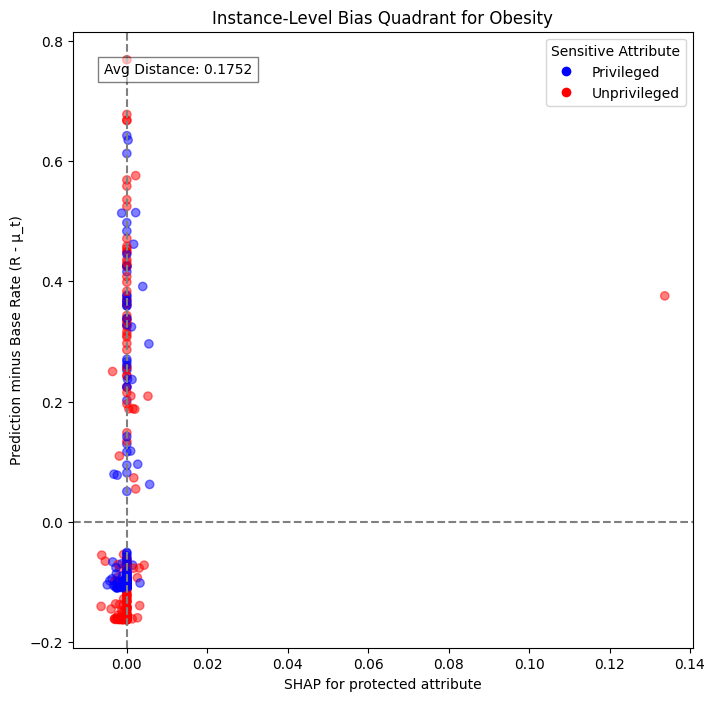 Instance-Level Bias Quadrant for Obesity
Avg Distance: 0.1752
Sensitive Attribute
Privileged
Unprivileged
Prediction minus Base Rate (R - μ_t)
0.8
0.6
0.4
0.2
0.0
−0.2
0.00
0.02
0.04
0.06
0.08
0.10
0.12
0.14
SHAP for protected attribute